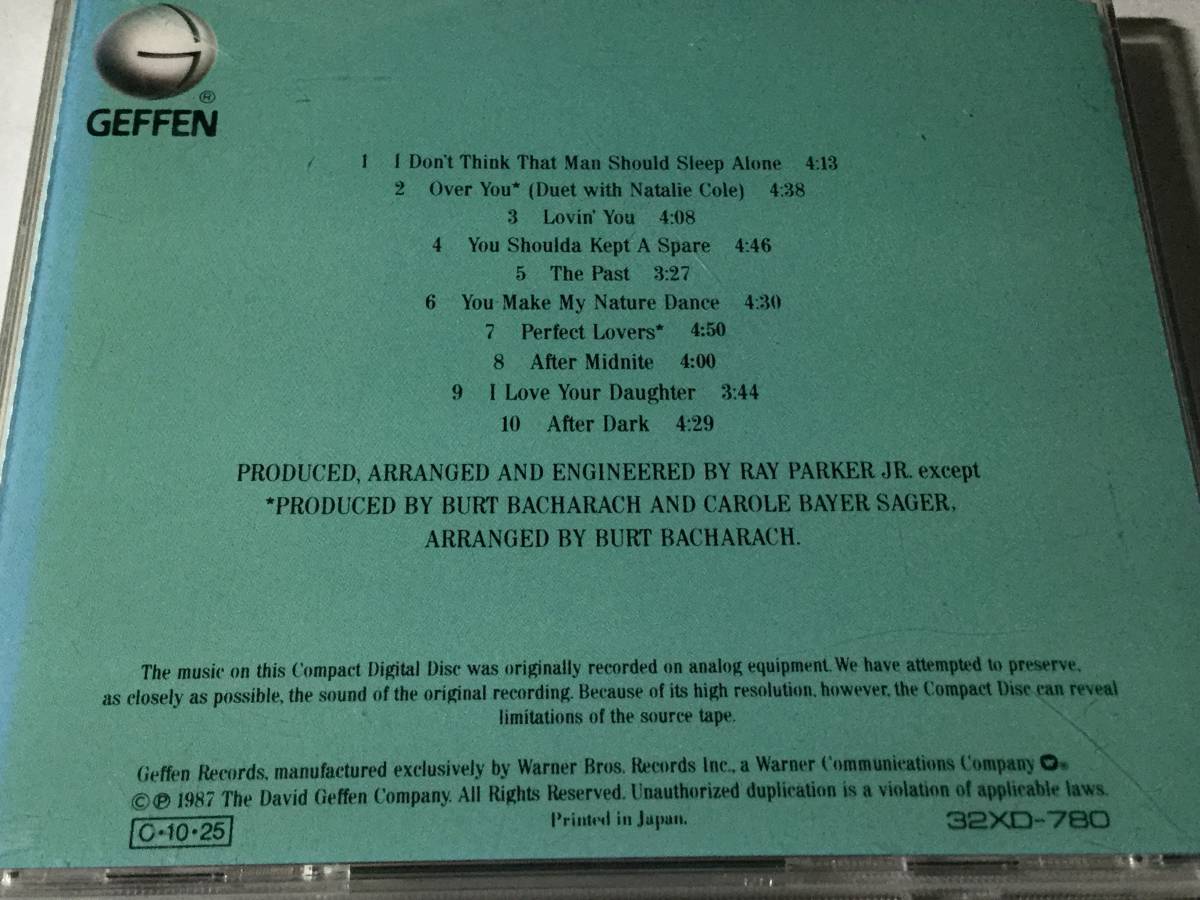 GEFFEN®
1 I Don't Think That Man Should Sleep Alone 4:13
2 Over You* (Duet with Natalie Cole) 4:38
3 Lovin' You 4:08
4 You Shoulda Kept A Spare 4:46
5 The Past 3:27
6 You Make My Nature Dance 4:30
7 Perfect Lovers* 4:50
8 After Midnite 4:00
9 I Love Your Daughter 3:44
10 After Dark 4:29
PRODUCED, ARRANGED AND ENGINEERED BY RAY PARKER JR. except
*PRODUCED BY BURT BACHARACH AND CAROLE BAYER SAGER,
ARRANGED BY BURT BACHARACH.
The music on this Compact Digital Disc was originally recorded on analog equipment. We have attempted to preserve,
as closely as possible, the sound of the original recording. Because of its high resolution, however, the Compact Disc can reveal
limitations of the source tape.
Geffen Records, manufactured exclusively by Warner Bros. Records Inc., a Warner Communications Company
©℗ 1987 The David Geffen Company. All Rights Reserved. Unauthorized duplication is a violation of applicable laws.
Printed in Japan.
O·10·25
32XD-780